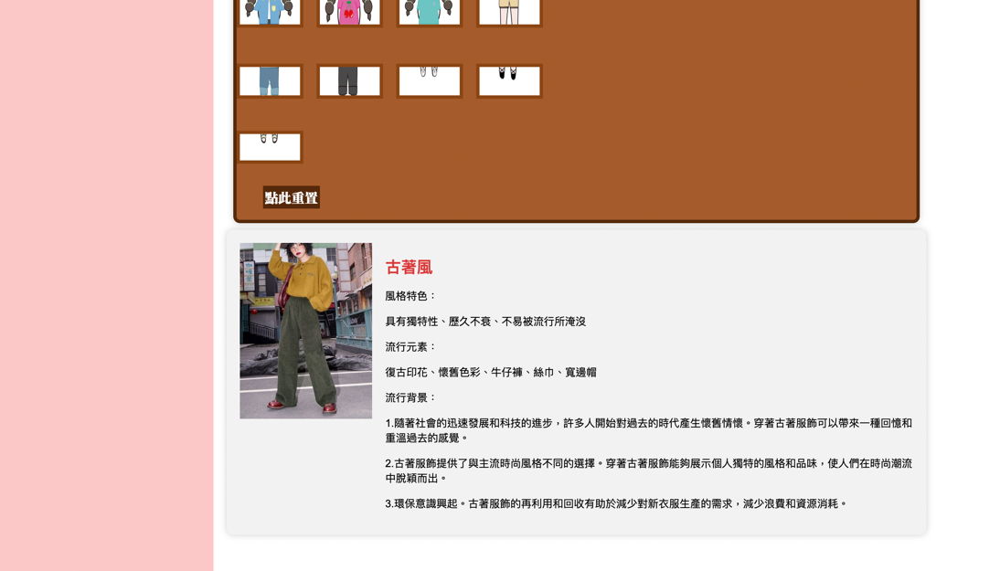 點此重置
古著風
風格特色：
具有獨特性、歷久不衰、不易被流行所淹沒
流行元素：
復古印花、懷舊色彩、牛仔褲、絲巾、寬邊帽
流行背景：
1.隨著社會的迅速發展和科技的進步，許多人開始對過去的時代產生懷舊情懷。穿著古著服飾可以帶來一種回憶和
重溫過去的感覺。
2.古著服飾提供了與主流時尚風格不同的選擇。穿著古著服飾能夠展示個人獨特的風格和品味，使人們在時尚潮流
中脫穎而出。
3.環保意識興起。古著服飾的再利用和回收有助於減少對新衣服生產的需求，減少浪費和資源消耗。